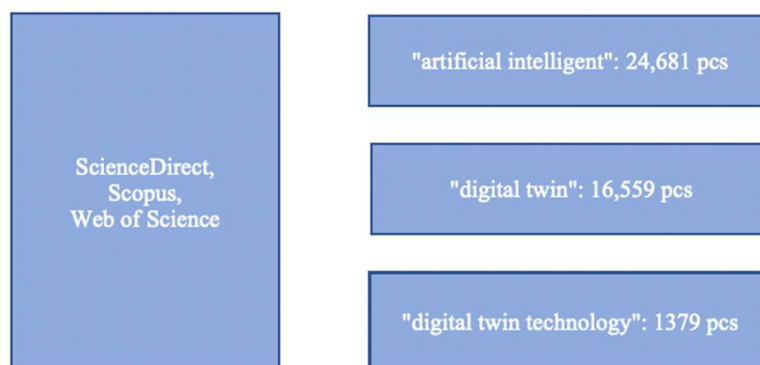 ScienceDirect,
Scopus,
Web of Science
"artificial intelligent": 24,681 pcs
"digital twin": 16,559 pcs
"digital twin technology": 1379 pcs